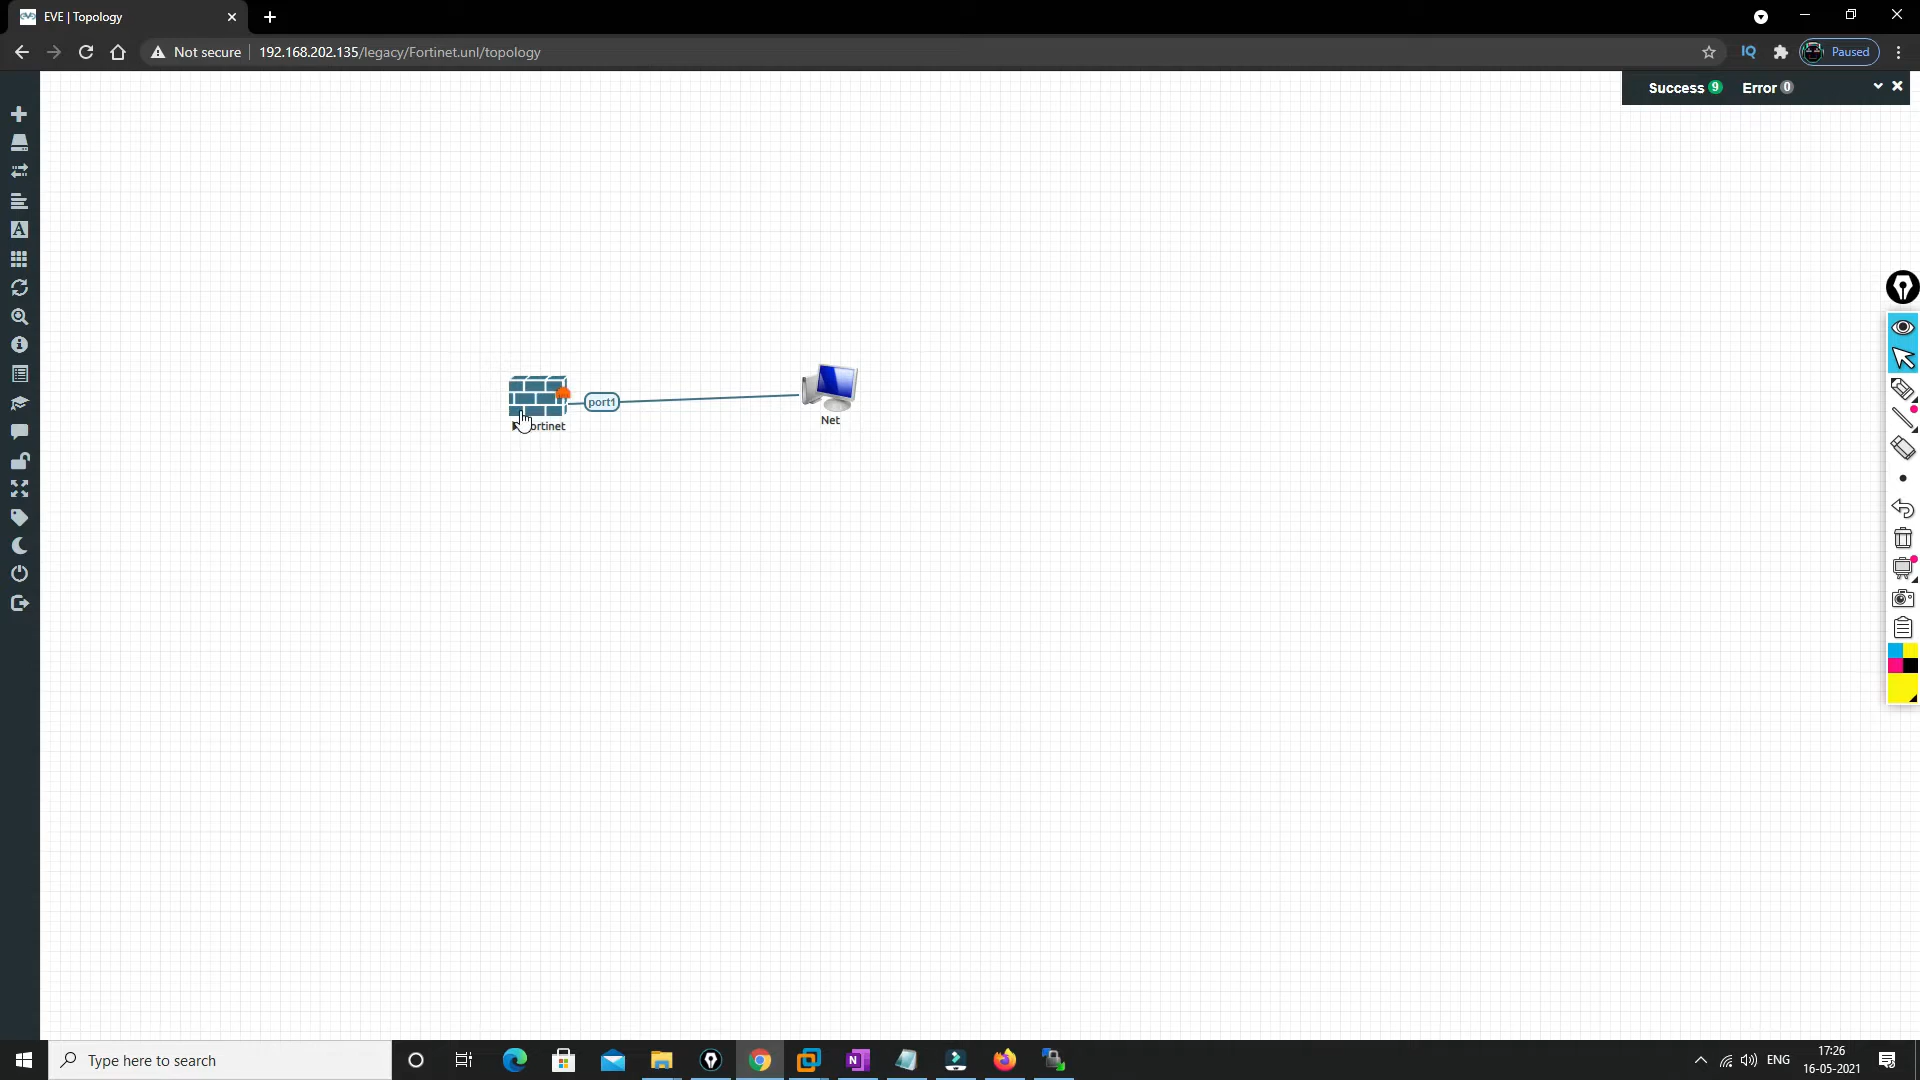 EVE | Topology
Not secure 192.168.202.135/legacy/Fortinet.unl/topology
IQ
Paused
Success 9 Error 0
A
port1
ortinet
Net
Type here to search
N
ENG
17:26
16-05-2021